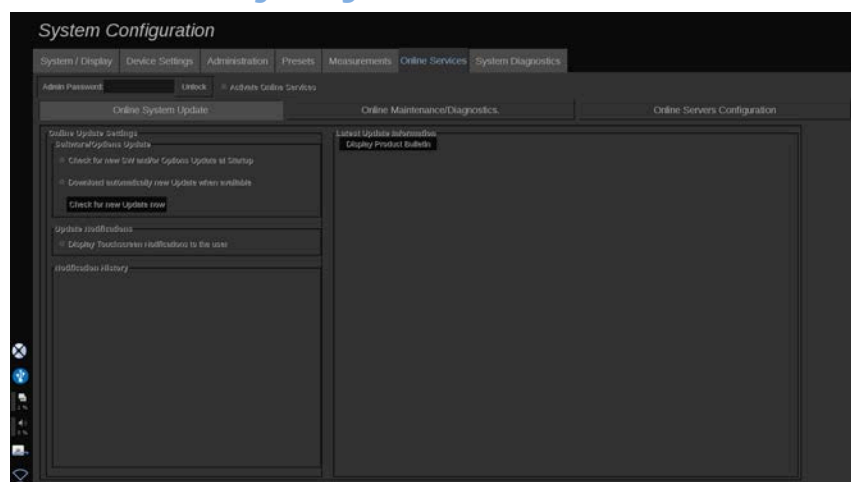 System Configuration
System / Display Device Settings Administration Presets Measurements Online Services System Diagnostics
Admin Password: Unlock Activate Online Services
Online System Update Online Maintenance/Diagnostics. Online Servers Configuration
Online Update Settings
Software/Options Update
Check for new SW and/or Options Update at Startup
Download automatically new Update when available
Check for new Update now
Update Notifications
Display Touchscreen Notifications to the user
Notification History
Latest Update Information
Display Product Bulletin